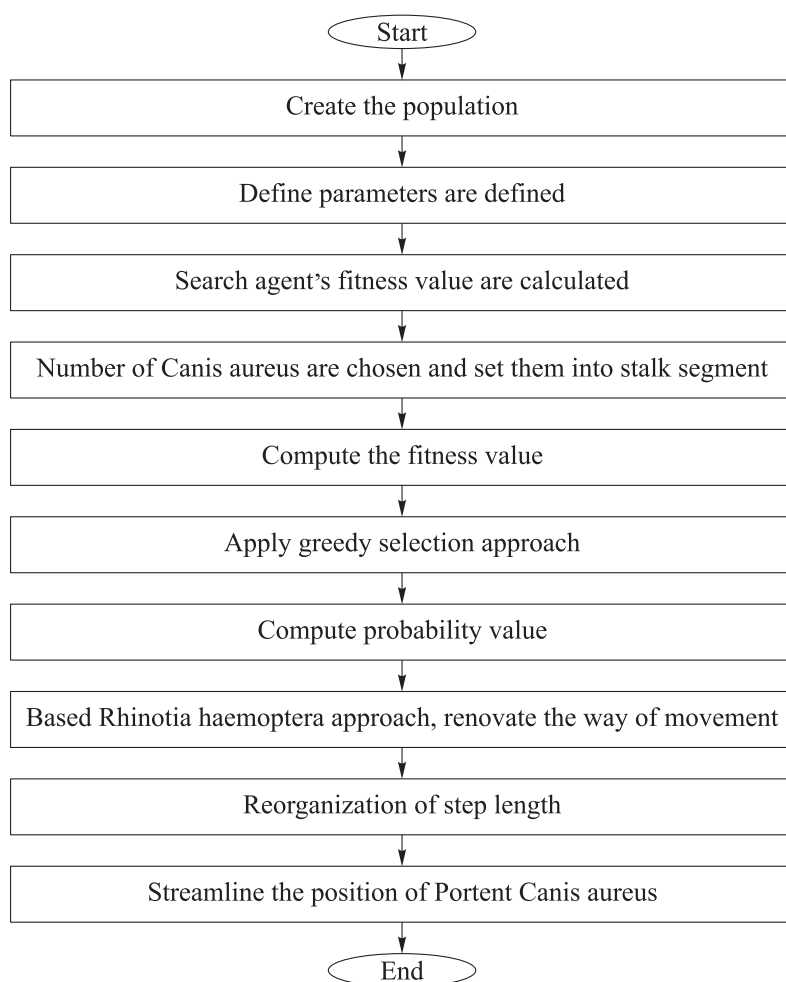 Start
Create the population
Define parameters are defined
Search agent’s fitness value are calculated
Number of Canis aureus are chosen and set them into stalk segment
Compute the fitness value
Apply greedy selection approach
Compute probability value
Based Rhinotia haemoptera approach, renovate the way of movement
Reorganization of step length
Streamline the position of Portent Canis aureus
End